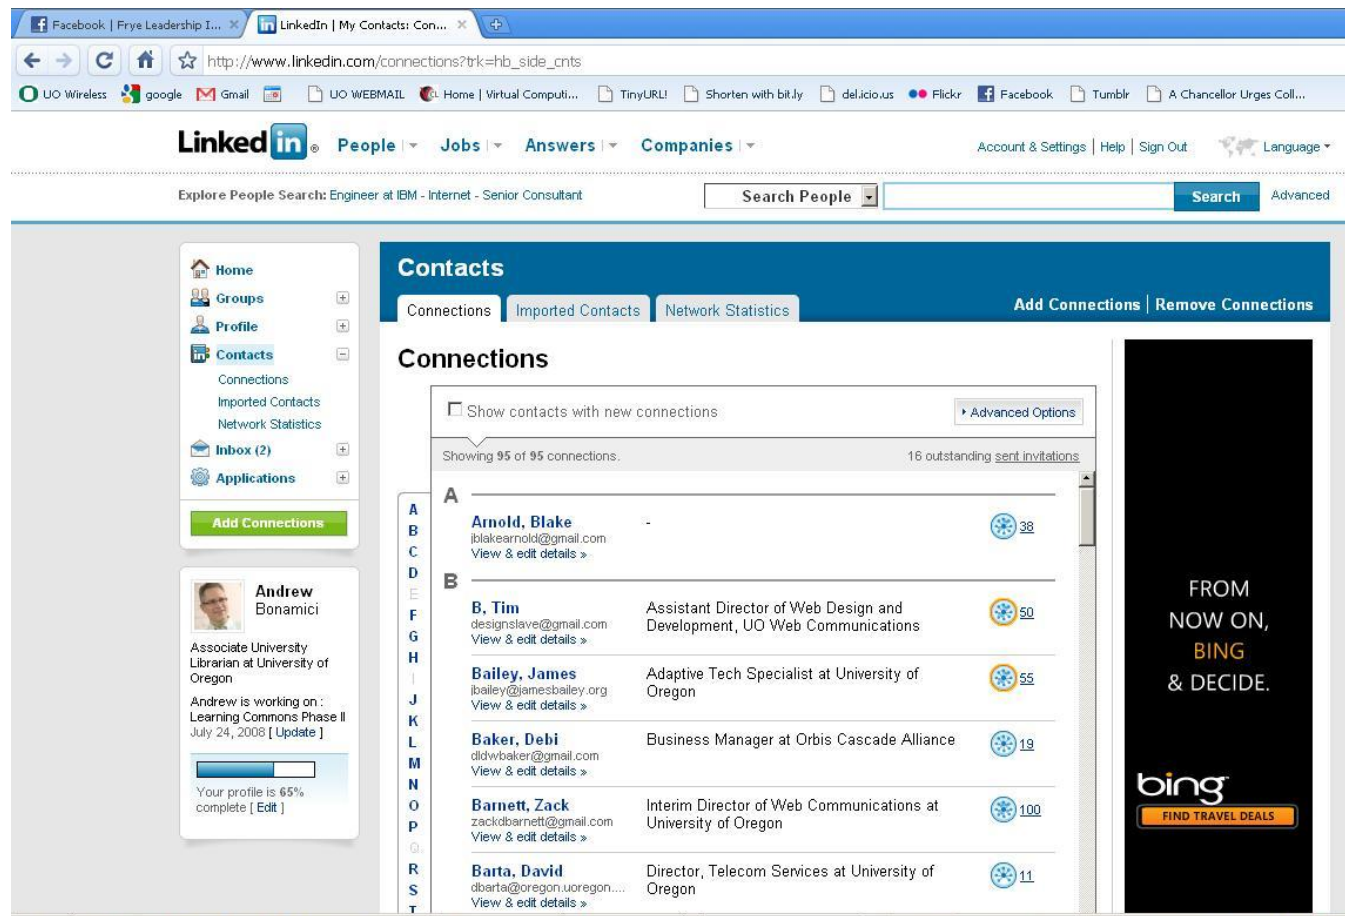 Facebook | Frye Leadership I...
LinkedIn | My Contacts: Con...
http://www.linkedin.com/connections?trk=hb_side_cnts
UO Wireless google Gmail UO WEBMAIL Home | Virtual Computi... TinyURL! Shorten with bit.ly del.icio.us Flickr Facebook Tumblr A Chancellor Urges Coll...
Linked in ® People Jobs Answers Companies Account & Settings | Help | Sign Out Language
Explore People Search: Engineer at IBM - Internet - Senior Consultant Search People Search Advanced
Home
Groups
Profile
Contacts
Connections
Imported Contacts
Network Statistics
Inbox (2)
Applications
Add Connections
Andrew
Bonamici
Associate University
Librarian at University of
Oregon
Andrew is working on :
Learning Commons Phase II
July 24, 2008 [ Update ]
Your profile is 65%
complete [ Edit ]
Contacts
Connections Imported Contacts Network Statistics Add Connections | Remove Connections
Connections
Show contacts with new connections Advanced Options
Showing 95 of 95 connections. 16 outstanding sent invitations
A
B
C
D
E
F
G
H
I
J
K
L
M
N
O
P
Q
R
S
T
A
Arnold, Blake - 38
jblakearnold@gmail.com
View & edit details »
B
B, Tim Assistant Director of Web Design and 50
designslave@gmail.com Development, UO Web Communications
View & edit details »
Bailey, James Adaptive Tech Specialist at University of 55
jbailey@jamesbailey.org Oregon
View & edit details »
Baker, Debi Business Manager at Orbis Cascade Alliance 19
dldwbaker@gmail.com
View & edit details »
Barnett, Zack Interim Director of Web Communications at 100
zackdbarnett@gmail.com University of Oregon
View & edit details »
Barta, David Director, Telecom Services at University of 11
dbarta@oregon.uoregon.... Oregon
View & edit details »
FROM
NOW ON,
BING
& DECIDE.
bing
FIND TRAVEL DEALS